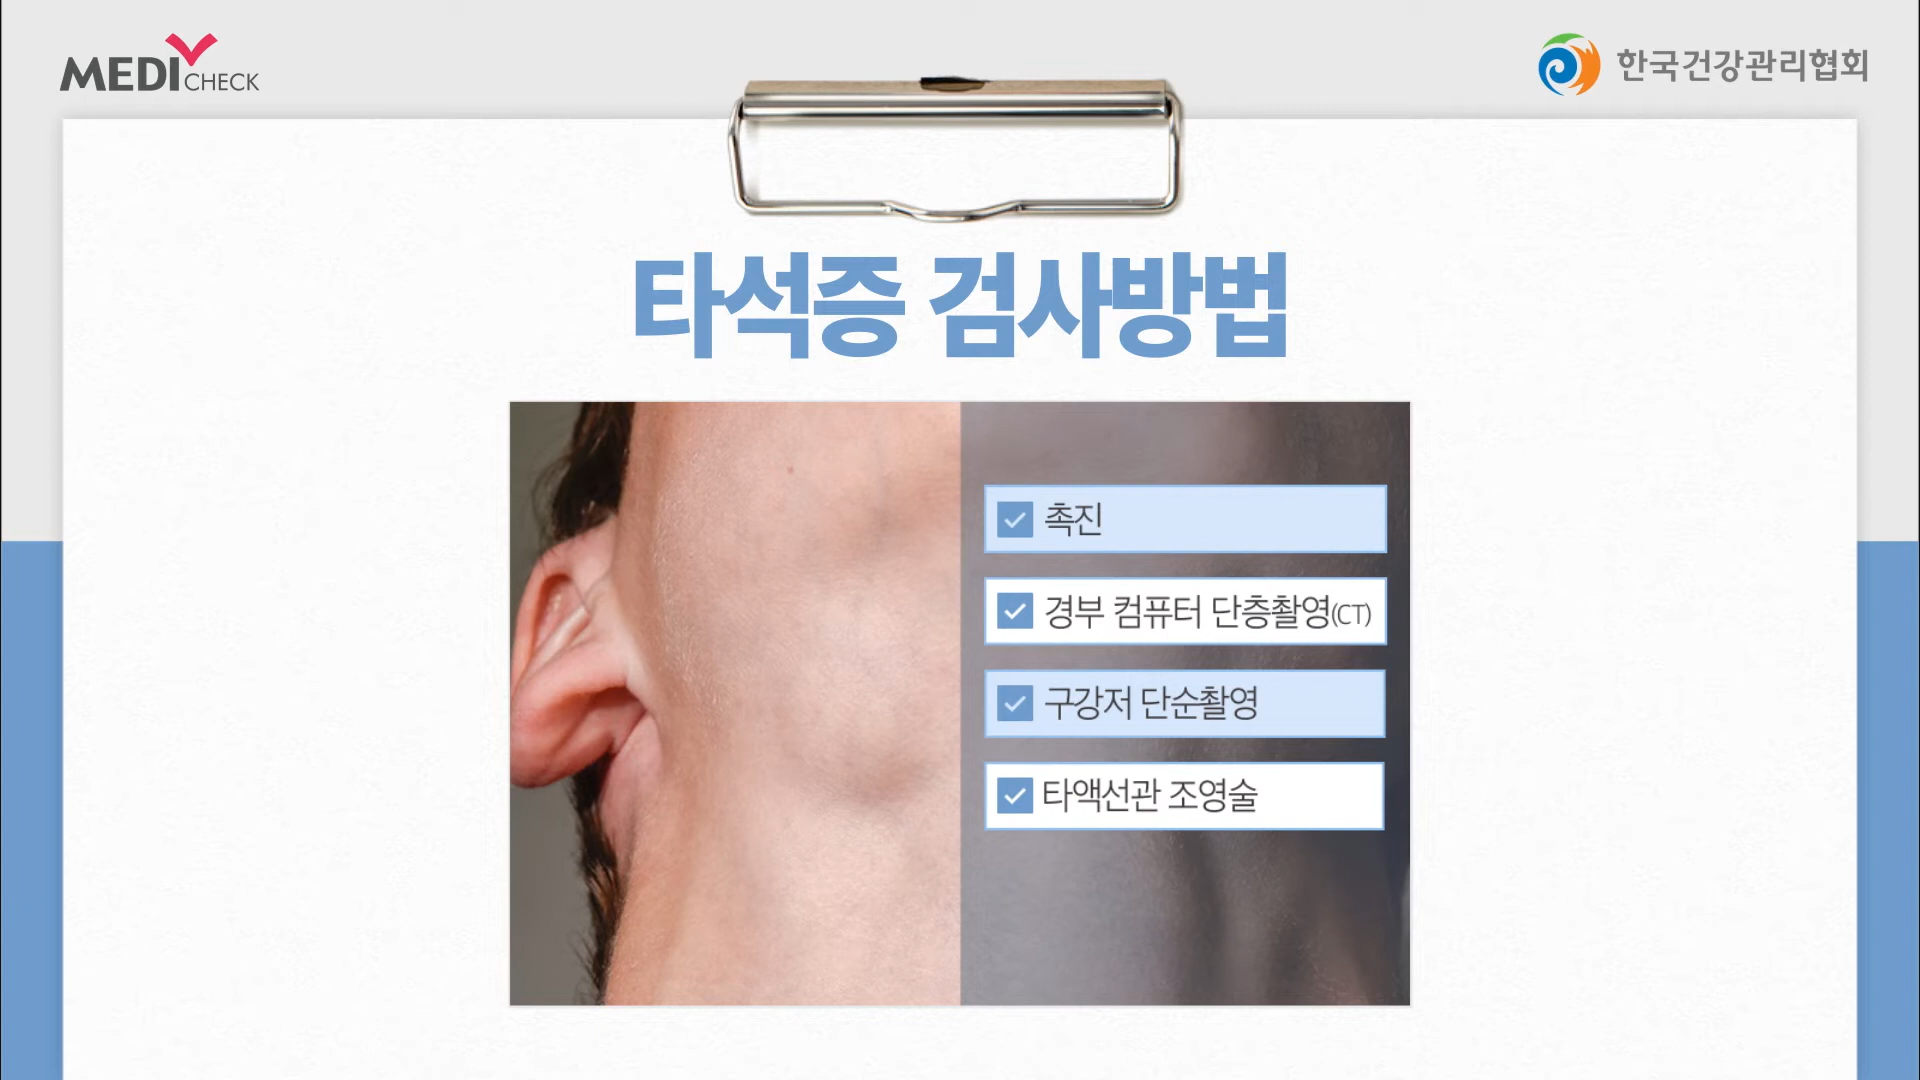 MEDI CHECK
한국건강관리협회
타석증 검사방법
촉진
경부 컴퓨터 단층촬영(CT)
구강저 단순촬영
타액선관 조영술